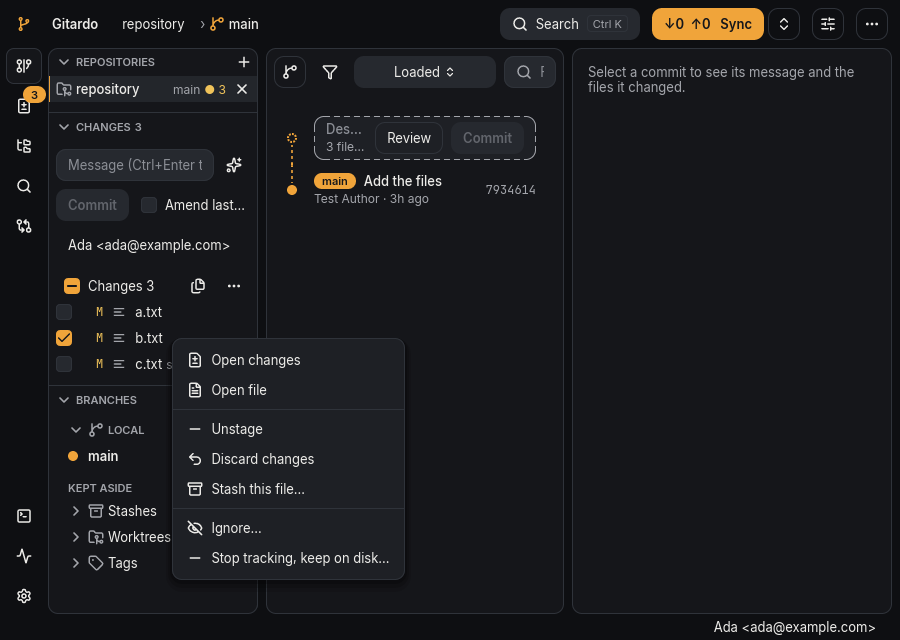 Gitardo repository › main
Search Ctrl K
↓0 ↑0 Sync
REPOSITORIES
repository main 3
3
CHANGES 3
Message (Ctrl+Enter t
Commit Amend last...
Ada <ada@example.com>
Changes 3
M a.txt
M b.txt
M c.txt
BRANCHES
LOCAL
main
KEPT ASIDE
Stashes
Worktrees
Tags
Open changes
Open file
Unstage
Discard changes
Stash this file...
Ignore...
Stop tracking, keep on disk...
Loaded
Des...
3 file...
Review Commit
main Add the files
Test Author · 3h ago
7934614
Select a commit to see its message and the
files it changed.
Ada <ada@example.com>